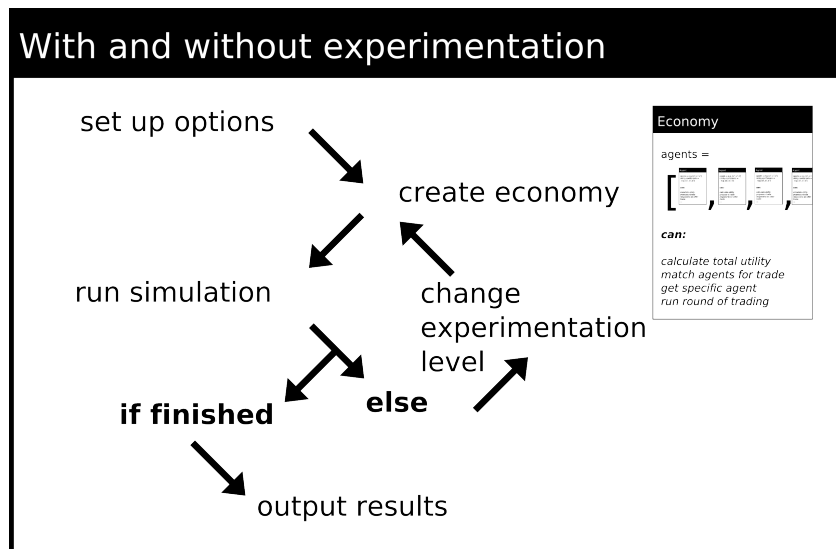 With and without experimentation
set up options
create economy
run simulation
change
experimentation
level
if finished
else
output results
Economy
agents =
[ , , ,
can:
calculate total utility
match agents for trade
get specific agent
run round of trading